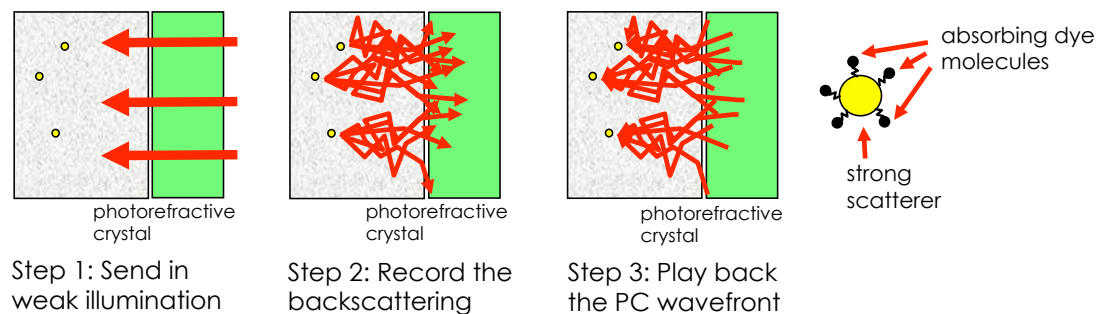 photorefractive
crystal
Step 1: Send in
weak illumination
photorefractive
crystal
Step 2: Record the
backscattering
photorefractive
crystal
Step 3: Play back
the PC wavefront
absorbing dye
molecules
strong
scatterer